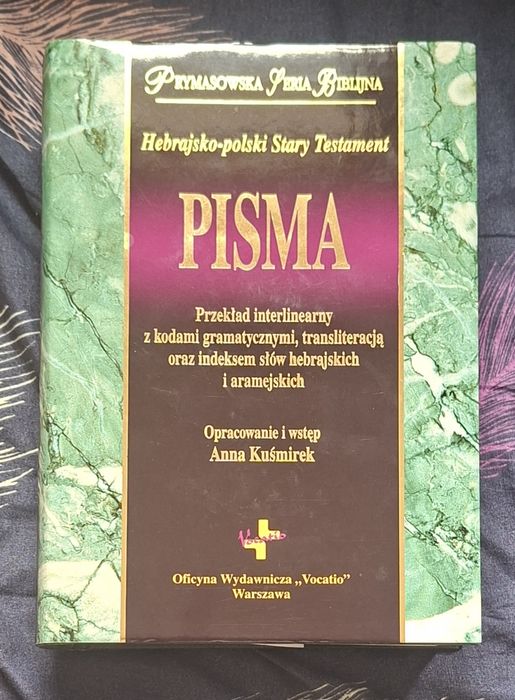 Prymasowska Seria Biblijna
Hebrajsko-polski Stary Testament
PISMA
Przekład interlinearny
z kodami gramatycznymi, transliteracją
oraz indeksem słów hebrajskich
i aramejskich
Opracowanie i wstęp
Anna Kuśmirek
Vocatio
Oficyna Wydawnicza „Vocatio”
Warszawa